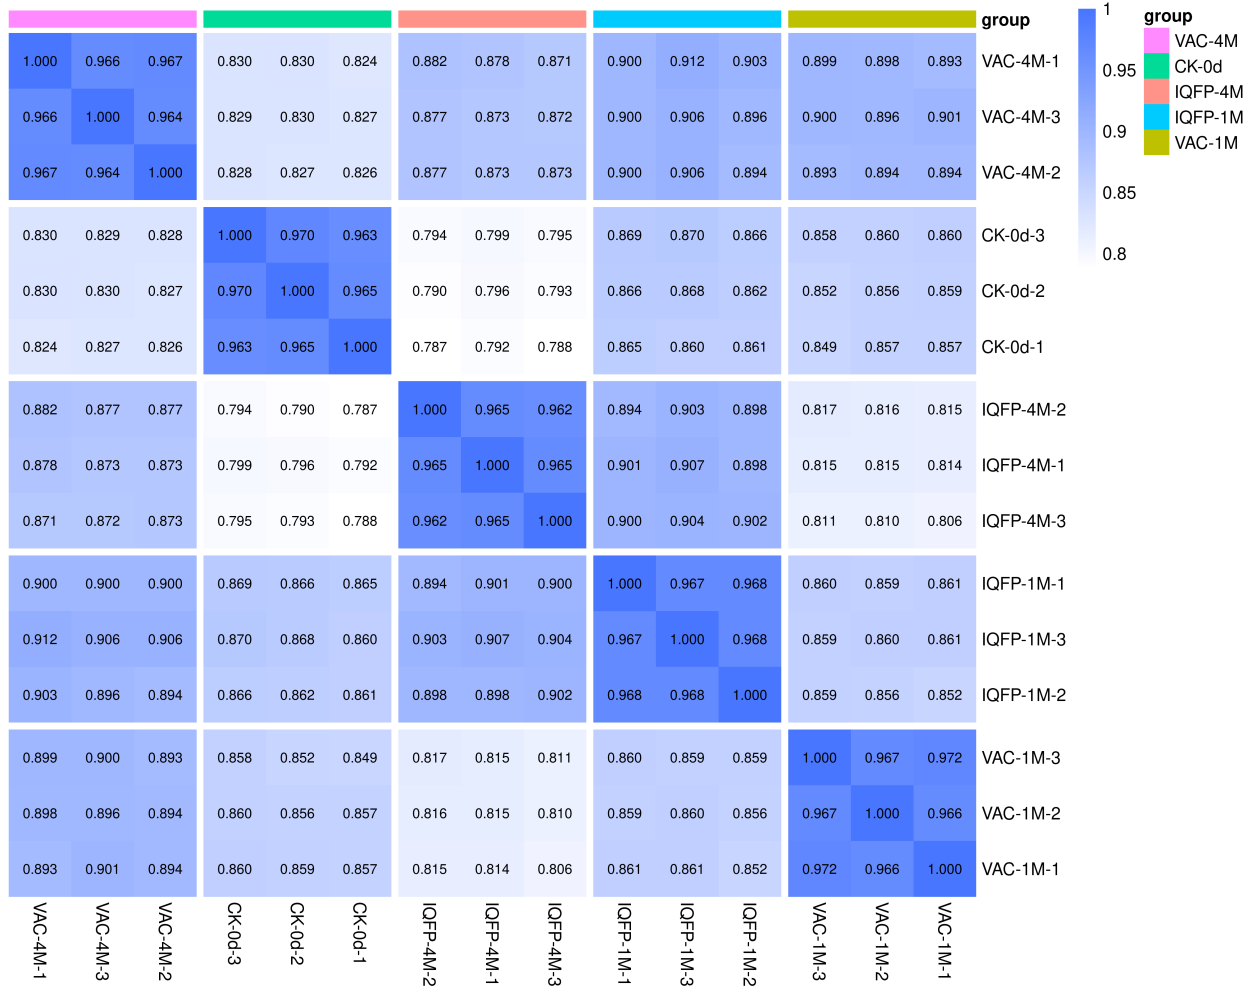 group
1.000 0.966 0.967 0.830 0.830 0.824 0.882 0.878 0.871 0.900 0.912 0.903 0.899 0.898 0.893 VAC-4M-1
0.966 1.000 0.964 0.829 0.830 0.827 0.877 0.873 0.872 0.900 0.906 0.896 0.900 0.896 0.901 VAC-4M-3
0.967 0.964 1.000 0.828 0.827 0.826 0.877 0.873 0.873 0.900 0.906 0.894 0.893 0.894 0.894 VAC-4M-2
0.830 0.829 0.828 1.000 0.970 0.963 0.794 0.799 0.795 0.869 0.870 0.866 0.858 0.860 0.860 CK-0d-3
0.830 0.830 0.827 0.970 1.000 0.965 0.790 0.796 0.793 0.866 0.868 0.862 0.852 0.856 0.859 CK-0d-2
0.824 0.827 0.826 0.963 0.965 1.000 0.787 0.792 0.788 0.865 0.860 0.861 0.849 0.857 0.857 CK-0d-1
0.882 0.877 0.877 0.794 0.790 0.787 1.000 0.965 0.962 0.894 0.903 0.898 0.817 0.816 0.815 IQFP-4M-2
0.878 0.873 0.873 0.799 0.796 0.792 0.965 1.000 0.965 0.901 0.907 0.898 0.815 0.815 0.814 IQFP-4M-1
0.871 0.872 0.873 0.795 0.793 0.788 0.962 0.965 1.000 0.900 0.904 0.902 0.811 0.810 0.806 IQFP-4M-3
0.900 0.900 0.900 0.869 0.866 0.865 0.894 0.901 0.900 1.000 0.967 0.968 0.860 0.859 0.861 IQFP-1M-1
0.912 0.906 0.906 0.870 0.868 0.860 0.903 0.907 0.904 0.967 1.000 0.968 0.859 0.860 0.861 IQFP-1M-3
0.903 0.896 0.894 0.866 0.862 0.861 0.898 0.898 0.902 0.968 0.968 1.000 0.859 0.856 0.852 IQFP-1M-2
0.899 0.900 0.893 0.858 0.852 0.849 0.817 0.815 0.811 0.860 0.859 0.859 1.000 0.967 0.972 VAC-1M-3
0.898 0.896 0.894 0.860 0.856 0.857 0.816 0.815 0.810 0.859 0.860 0.856 0.967 1.000 0.966 VAC-1M-2
0.893 0.901 0.894 0.860 0.859 0.857 0.815 0.814 0.806 0.861 0.861 0.852 0.972 0.966 1.000 VAC-1M-1
VAC-4M-1
VAC-4M-3
VAC-4M-2
CK-0d-3
CK-0d-2
CK-0d-1
IQFP-4M-2
IQFP-4M-1
IQFP-4M-3
IQFP-1M-1
IQFP-1M-3
IQFP-1M-2
VAC-1M-3
VAC-1M-2
VAC-1M-1
1
0.95
0.9
0.85
0.8
group
VAC-4M
CK-0d
IQFP-4M
IQFP-1M
VAC-1M